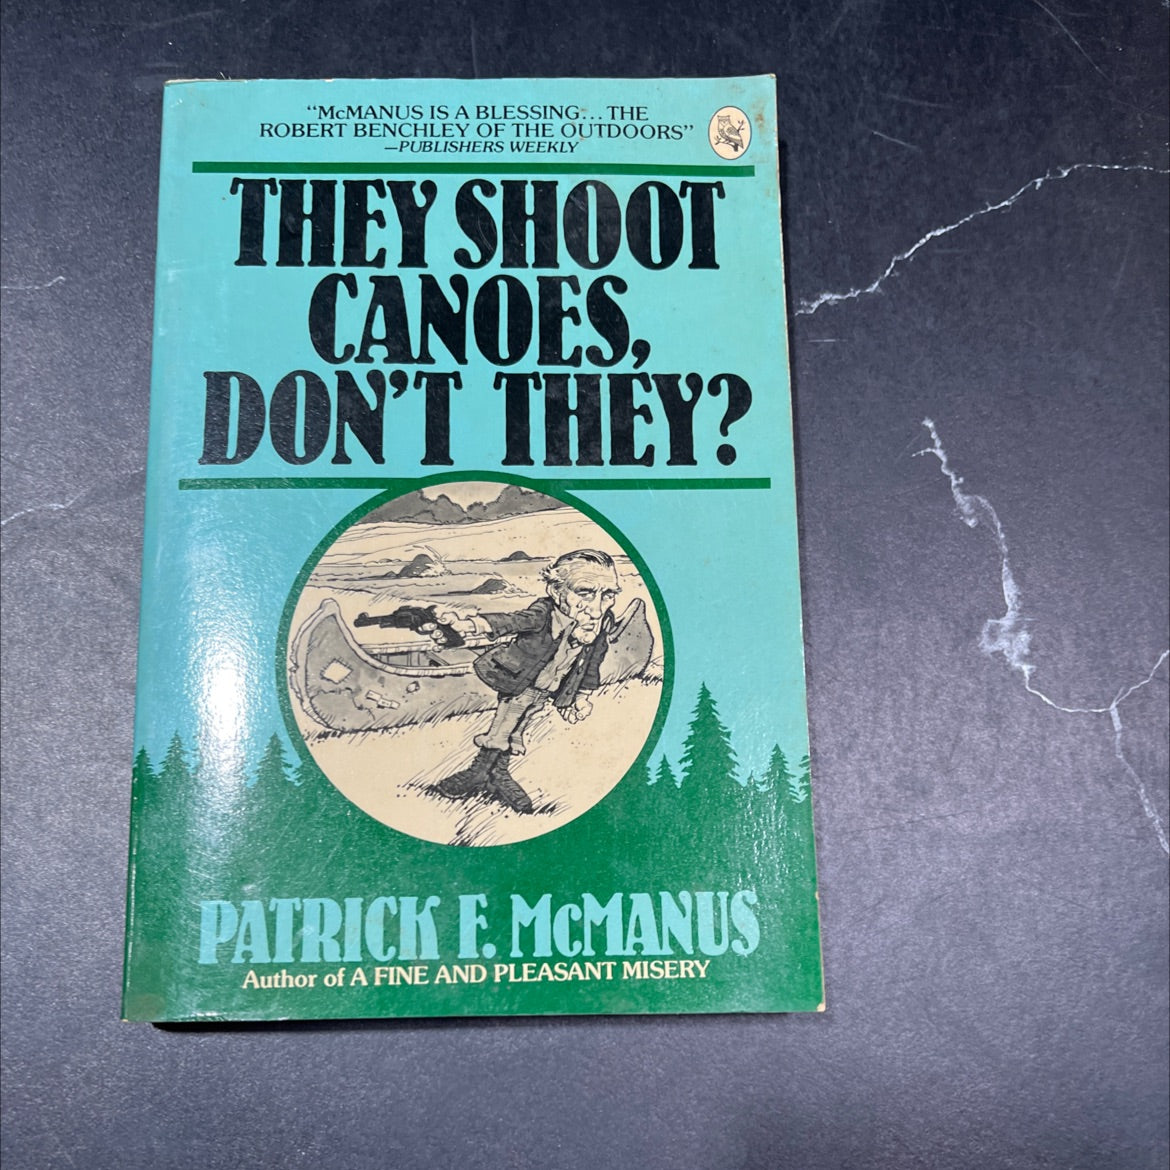 “McMANUS IS A BLESSING... THE
ROBERT BENCHLEY OF THE OUTDOORS”
—PUBLISHERS WEEKLY
THEY SHOOT
CANOES,
DON'T THEY?
PATRICK F. McMANUS
Author of A FINE AND PLEASANT MISERY